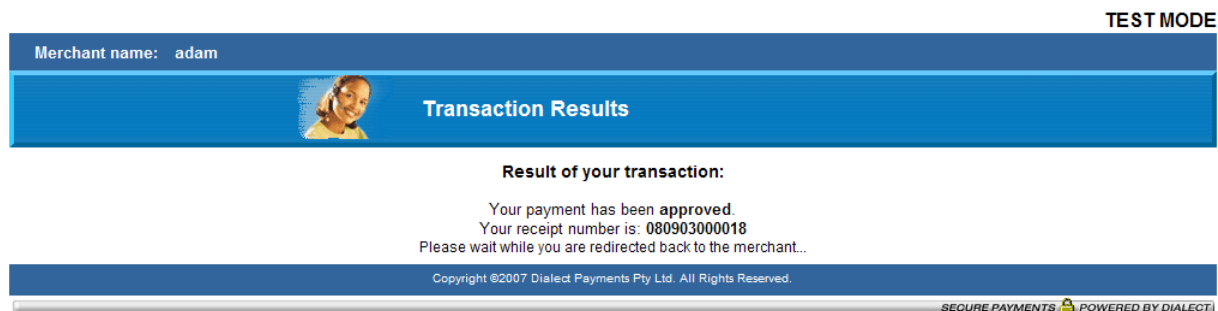 TEST MODE
Merchant name: adam
Transaction Results
Result of your transaction:
Your payment has been approved.
Your receipt number is: 080903000018
Please wait while you are redirected back to the merchant...
Copyright ©2007 Dialect Payments Pty Ltd. All Rights Reserved.
SECURE PAYMENTS POWERED BY DIALECT